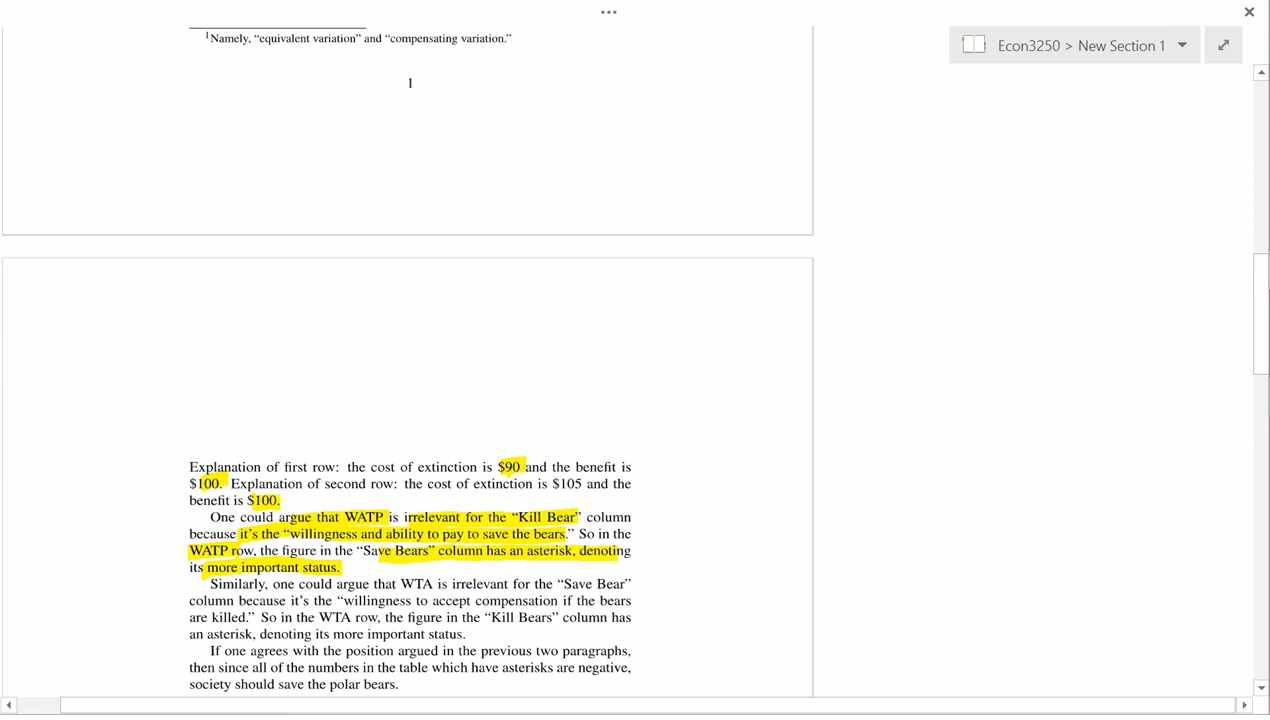 ¹Namely, “equivalent variation” and “compensating variation.”
Econ3250 > New Section 1
1
Explanation of first row: the cost of extinction is $90 and the benefit is
$100. Explanation of second row: the cost of extinction is $105 and the
benefit is $100.
One could argue that WATP is irrelevant for the “Kill Bear” column
because it’s the “willingness and ability to pay to save the bears.” So in the
WATP row, the figure in the “Save Bears” column has an asterisk, denoting
its more important status.
Similarly, one could argue that WTA is irrelevant for the “Save Bear”
column because it’s the “willingness to accept compensation if the bears
are killed.” So in the WTA row, the figure in the “Kill Bears” column has
an asterisk, denoting its more important status.
If one agrees with the position argued in the previous two paragraphs,
then since all of the numbers in the table which have asterisks are negative,
society should save the polar bears.